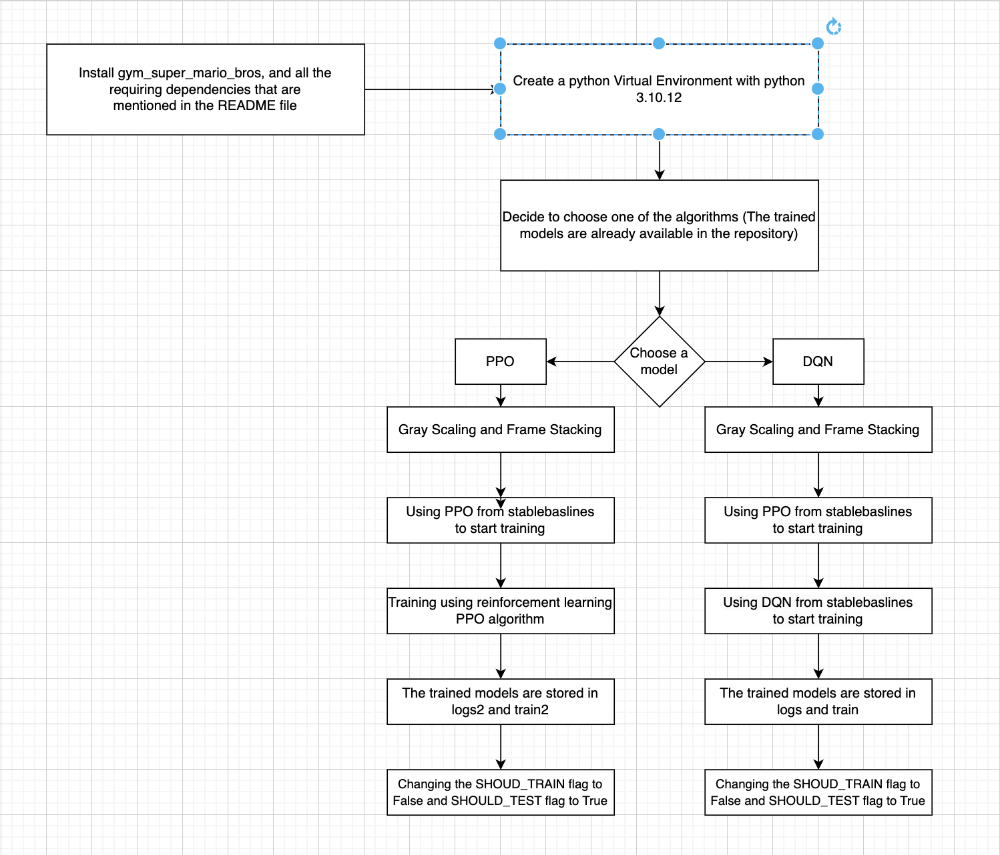 Install gym_super_mario_bros, and all the
requiring dependencies that are
mentioned in the README file
Create a python Virtual Environment with python
3.10.12
Decide to choose one of the algorithms (The trained
models are already available in the repository)
Choose a
model
PPO
DQN
Gray Scaling and Frame Stacking
Gray Scaling and Frame Stacking
Using PPO from stablebaslines
to start training
Using PPO from stablebaslines
to start training
Training using reinforcement learning
PPO algorithm
Using DQN from stablebaslines
to start training
The trained models are stored in
logs2 and train2
The trained models are stored in
logs and train
Changing the SHOUD_TRAIN flag to
False and SHOULD_TEST flag to True
Changing the SHOUD_TRAIN flag to
False and SHOULD_TEST flag to True